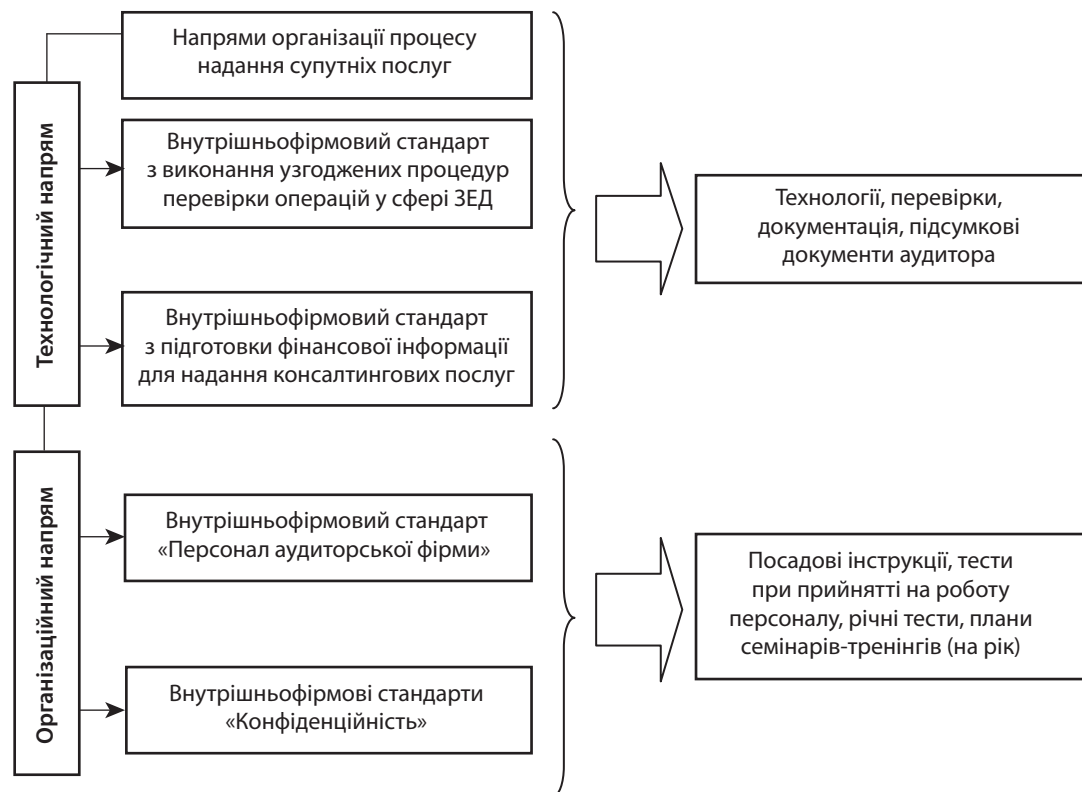 Напрями організації процесу
надання супутніх послуг
Технологічний напрям
Внутрішньофірмовий стандарт
з виконання узгоджених процедур
перевірки операцій у сфері ЗЕД
Внутрішньофірмовий стандарт
з підготовки фінансової інформації
для надання консалтингових послуг
Технології, перевірки,
документація, підсумкові
документи аудитора
Організаційний напрям
Внутрішньофірмовий стандарт
«Персонал аудиторської фірми»
Внутрішньофірмові стандарти
«Конфіденційність»
Посадові інструкції, тести
при прийнятті на роботу
персоналу, річні тести, плани
семінарів-тренінгів (на рік)